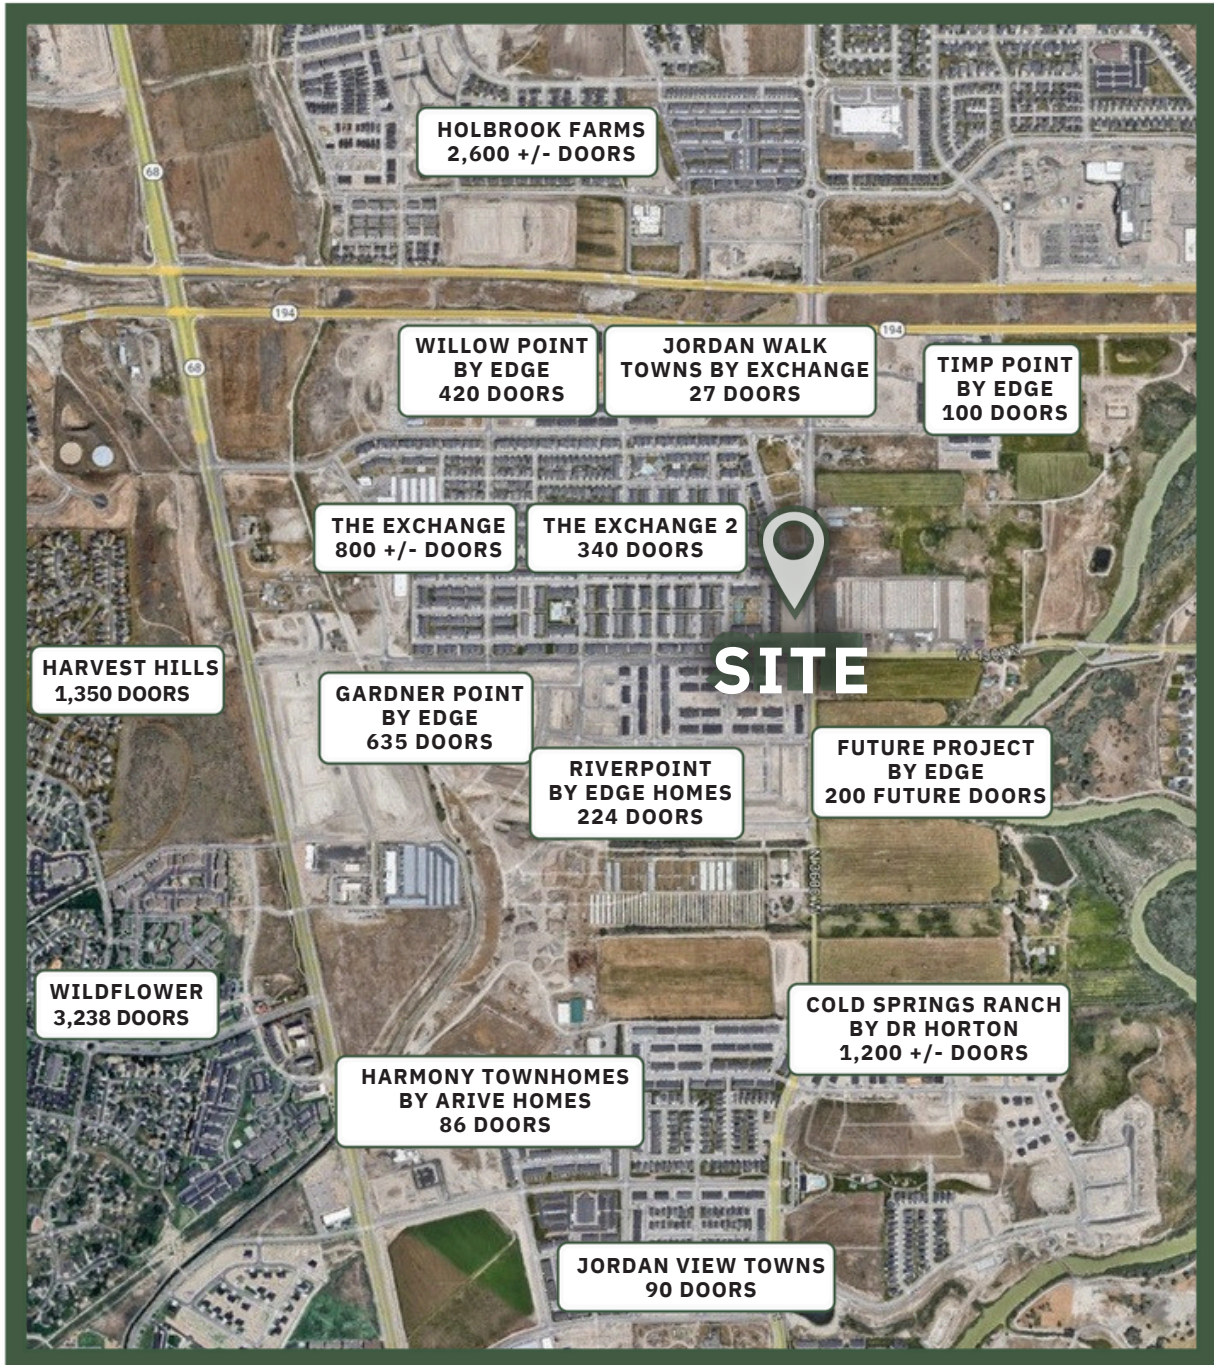 HOLBROOK FARMS
2,600 +/- DOORS
68
194
194
68
WILLOW POINT
BY EDGE
420 DOORS
JORDAN WALK
TOWNS BY EXCHANGE
27 DOORS
TIMP POINT
BY EDGE
100 DOORS
THE EXCHANGE
800 +/- DOORS
THE EXCHANGE 2
340 DOORS
SITE
HARVEST HILLS
1,350 DOORS
GARDNER POINT
BY EDGE
635 DOORS
RIVERPOINT
BY EDGE HOMES
224 DOORS
FUTURE PROJECT
BY EDGE
200 FUTURE DOORS
WILDFLOWER
3,238 DOORS
COLD SPRINGS RANCH
BY DR HORTON
1,200 +/- DOORS
HARMONY TOWNHOMES
BY ARIVE HOMES
86 DOORS
JORDAN VIEW TOWNS
90 DOORS